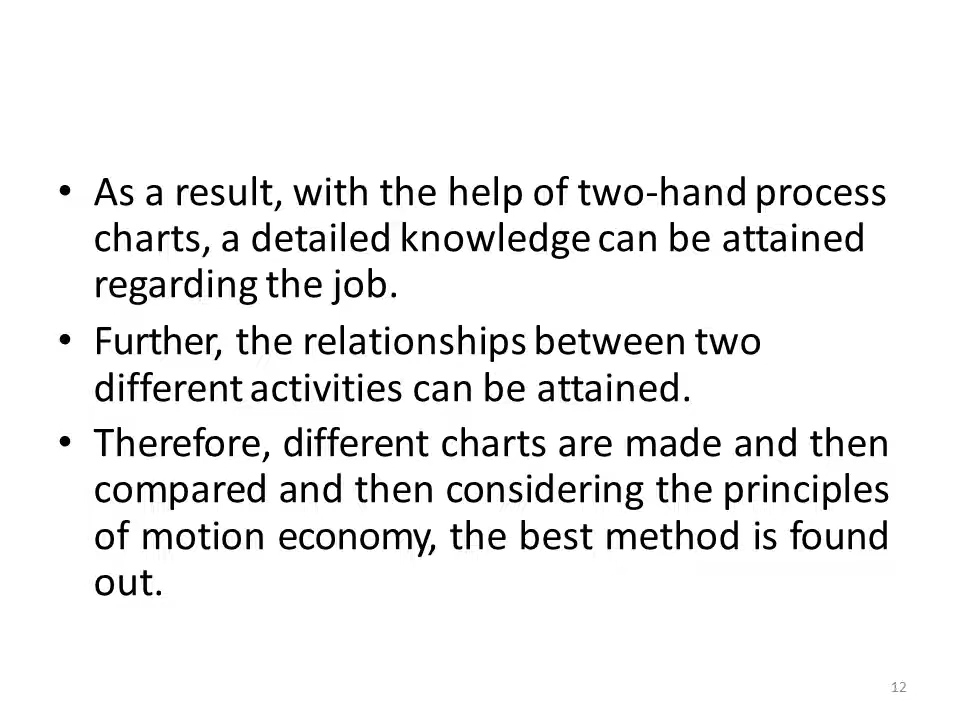 • As a result, with the help of two-hand process
charts, a detailed knowledge can be attained
regarding the job.
• Further, the relationships between two
different activities can be attained.
• Therefore, different charts are made and then
compared and then considering the principles
of motion economy, the best method is found
out.
12